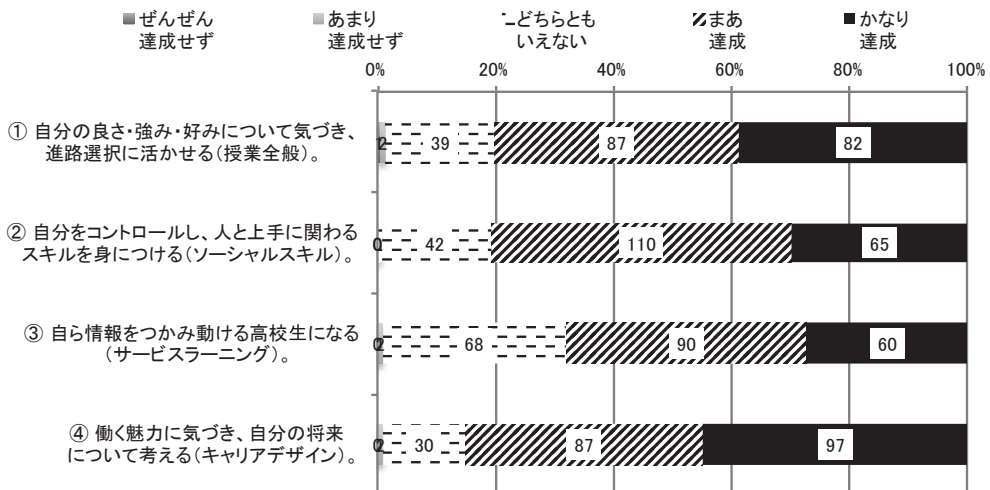 ぜんぜん
達成せず
あまり
達成せず
どちらとも
いえない
まあ
達成
かなり
達成
0% 20% 40% 60% 80% 100%
① 自分の良さ・強み・好みについて気づき、
進路選択に活かせる(授業全般)。
39 87 82
② 自分をコントロールし、人と上手に関わる
スキルを身につける(ソーシャルスキル)。
42 110 65
③ 自ら情報をつかみ動ける高校生になる
(サービスラーニング)。
68 90 60
④ 働く魅力に気づき、自分の将来
について考える(キャリアデザイン)。
30 87 97